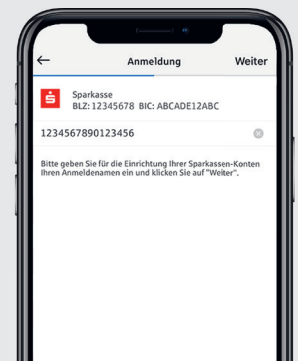 Anmeldung Weiter
Sparkasse
BLZ: 12345678 BIC: ABCADE12ABC
1234567890123456
Bitte geben Sie für die Einrichtung Ihrer Sparkassen-Konten
Ihren Anmeldenamen ein und klicken Sie auf "Weiter".